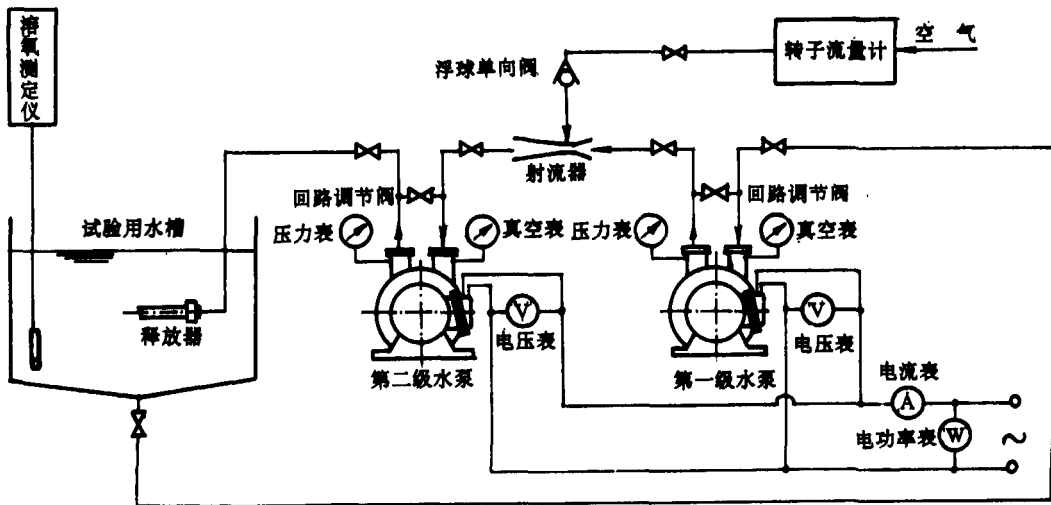 溶氧测定仪
空 气
转子流量计
浮球单向阀
射流器
回路调节阀
回路调节阀
试验用水槽
压力表
真空表
压力表
真空表
释放器
V
电压表
V
电压表
第二级水泵
第一级水泵
电流表
A
电功率表
W
~